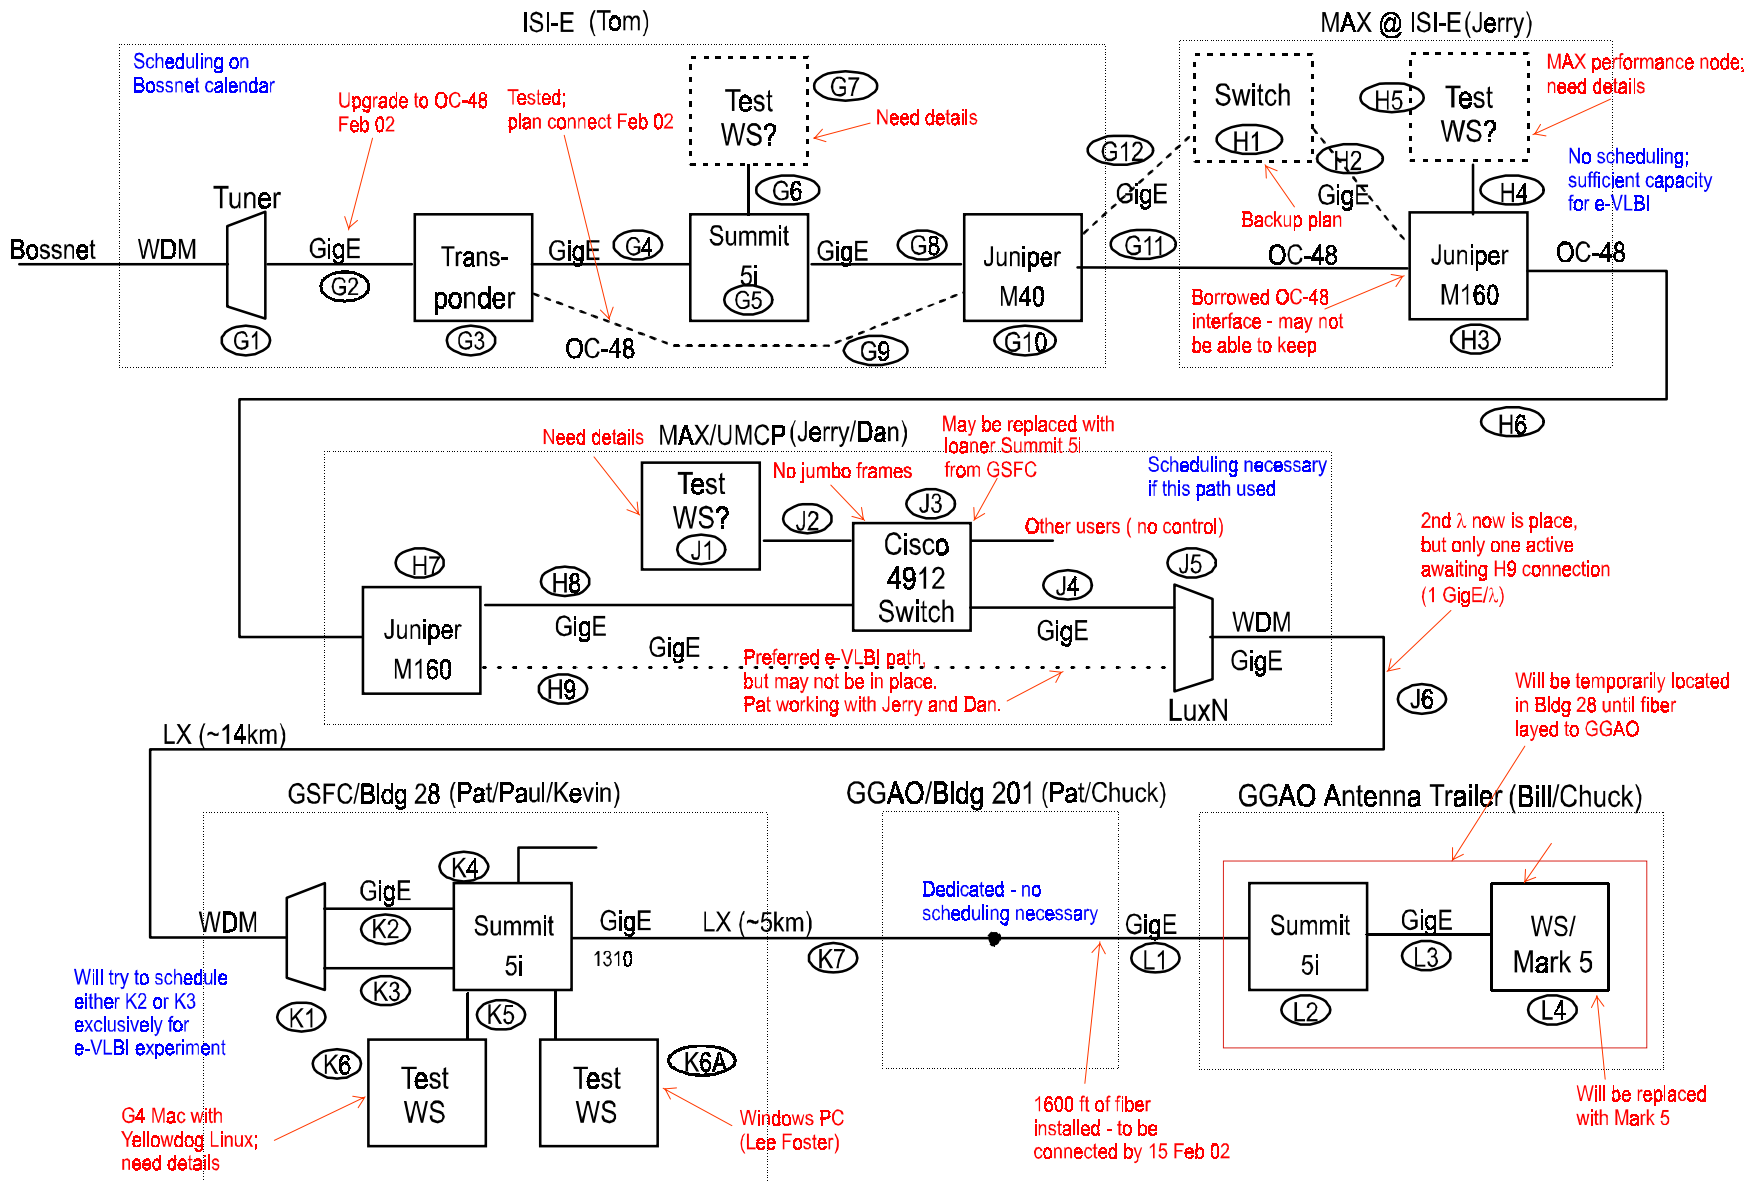 ISI-E (Tom)
MAX @ ISI-E (Jerry)
Scheduling on
Bossnet calendar
Upgrade to OC-48
Feb 02
Tested;
plan connect Feb 02
Test
WS?
G7
Need details
G6
Switch
H1
Backup plan
G12
GigE
H2
GigE
H5
Test
WS?
MAX performance node;
need details
No scheduling;
sufficient capacity
for e-VLBI
H4
Bossnet
WDM
Tuner
G1
GigE
G2
Trans-
ponder
G3
GigE
G4
Summit
5i
G5
GigE
G8
OC-48
G9
Juniper
M40
G10
G11
OC-48
Borrowed OC-48
interface - may not
be able to keep
Juniper
M160
H3
OC-48
H6
MAX/UMCP (Jerry/Dan)
Need details
Test
WS?
J1
No jumbo frames
J2
May be replaced with
loaner Summit 5i
from GSFC
J3
Cisco
4912
Switch
Other users ( no control)
Scheduling necessary
if this path used
2nd λ now is place,
but only one active
awaiting H9 connection
(1 GigE/λ)
H7
Juniper
M160
H8
GigE
GigE
H9
Preferred e-VLBI path,
but may not be in place.
Pat working with Jerry and Dan.
J4
GigE
J5
LuxN
WDM
GigE
J6
Will be temporarily located
in Bldg 28 until fiber
layed to GGAO
LX (~14km)
GSFC/Bldg 28 (Pat/Paul/Kevin)
GGAO/Bldg 201 (Pat/Chuck)
GGAO Antenna Trailer (Bill/Chuck)
WDM
K1
GigE
K2
K3
K4
Summit
5i
K5
GigE
1310
LX (~5km)
K7
Dedicated - no
scheduling necessary
GigE
L1
Summit
5i
L2
GigE
L3
WS/
Mark 5
L4
Will try to schedule
either K2 or K3
exclusively for
e-VLBI experiment
K6
Test
WS
Test
WS
K6A
G4 Mac with
Yellowdog Linux;
need details
Windows PC
(Lee Foster)
1600 ft of fiber
installed - to be
connected by 15 Feb 02
Will be replaced
with Mark 5